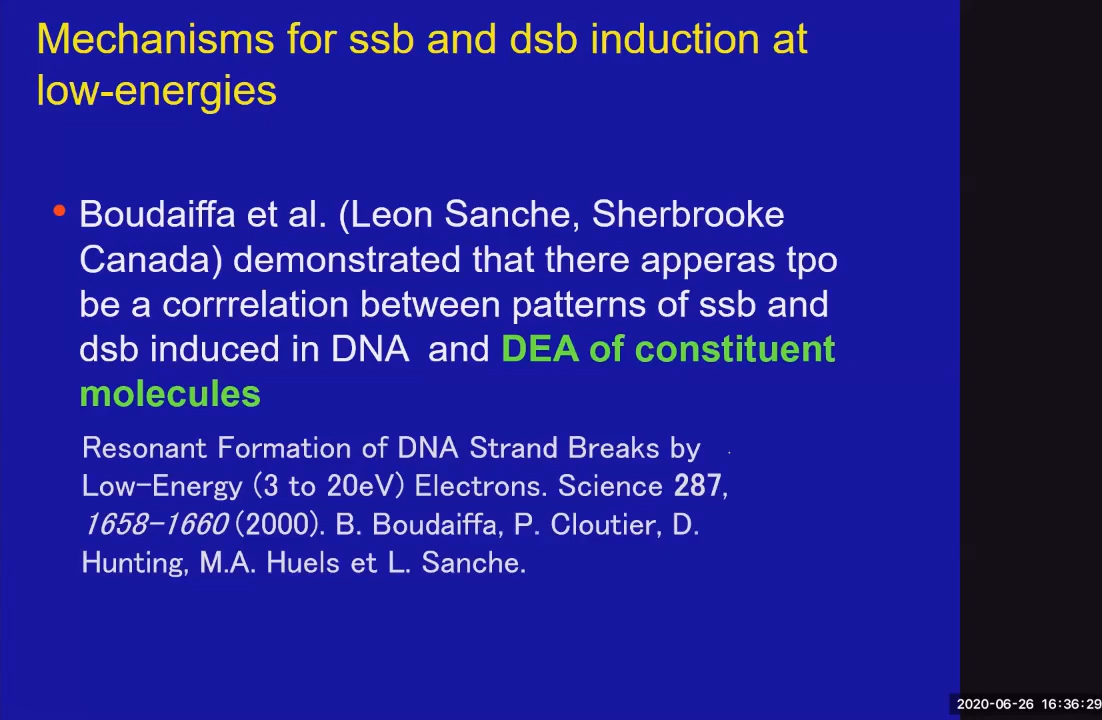 Mechanisms for ssb and dsb induction at
low-energies
• Boudaiffa et al. (Leon Sanche, Sherbrooke
Canada) demonstrated that there apperas tpo
be a corrrelation between patterns of ssb and
dsb induced in DNA and DEA of constituent
molecules
Resonant Formation of DNA Strand Breaks by
Low-Energy (3 to 20eV) Electrons. Science 287,
1658-1660 (2000). B. Boudaiffa, P. Cloutier, D.
Hunting, M.A. Huels et L. Sanche.
2020-06-26 16:36:29